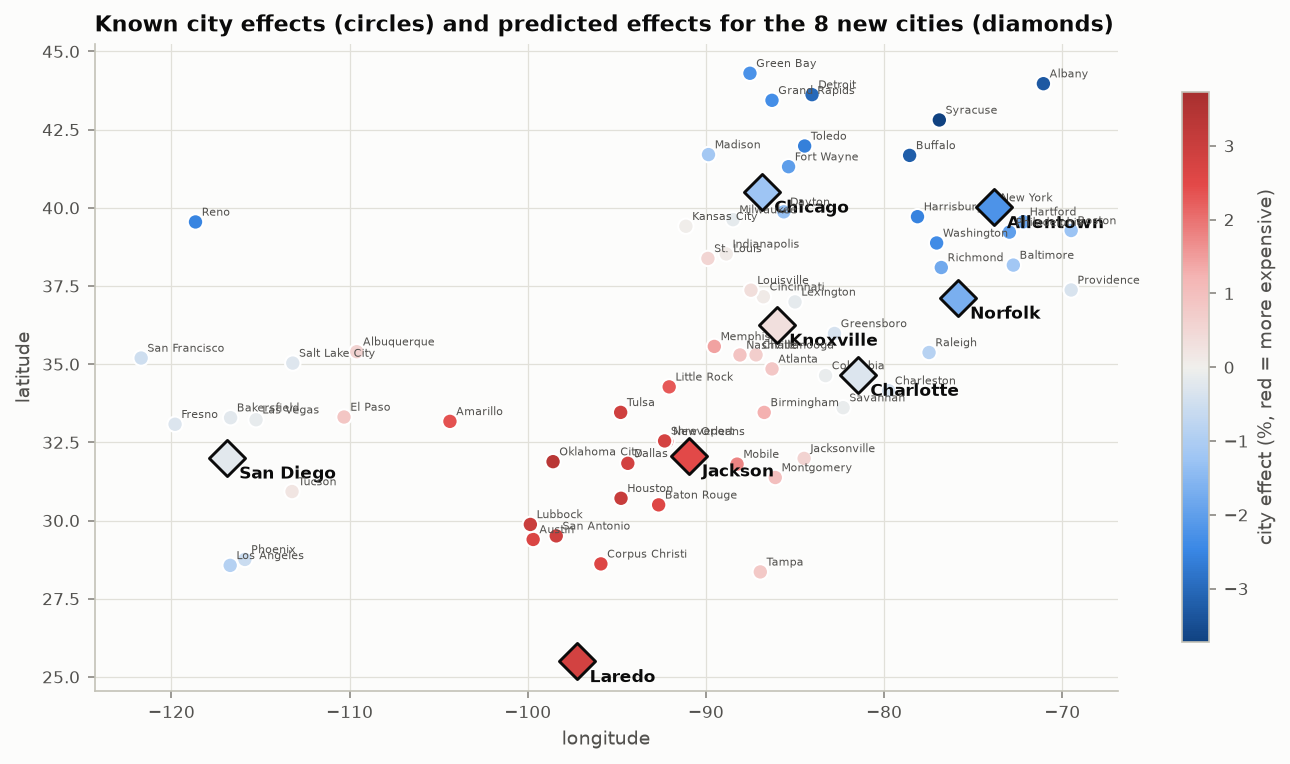 Known city effects (circles) and predicted effects for the 8 new cities (diamonds)
45.0
42.5
40.0
37.5
35.0
32.5
30.0
27.5
25.0
latitude
Green Bay
Detroit
Grand Rapids
Albany
Syracuse
Toledo
Madison
Fort Wayne
Buffalo
Reno
Dayton
Chicago
Milwaukee
Kansas City
New York
Harrisburg
Hartford
Boston
Allentown
Washington
Indianapolis
St. Louis
Richmond
Baltimore
Louisville
Cincinnati
Lexington
Providence
Norfolk
Greensboro
Knoxville
Memphis
Raleigh
San Francisco
Salt Lake City
Albuquerque
Atlanta
Columbia
Little Rock
Charleston
Charlotte
Savannah
Fresno
Bakersfield
Las Vegas
El Paso
Amarillo
Tulsa
Birmingham
Shreveport
New Orleans
Oklahoma City
Dallas
Mobile
Jacksonville
Jackson
Montgomery
San Diego
Tucson
Houston
Baton Rouge
Lubbock
Austin
San Antonio
Phoenix
Los Angeles
Corpus Christi
Tampa
Laredo
−120
−110
−100
−90
−80
−70
longitude
3
2
1
0
−1
−2
−3
city effect (%, red = more expensive)